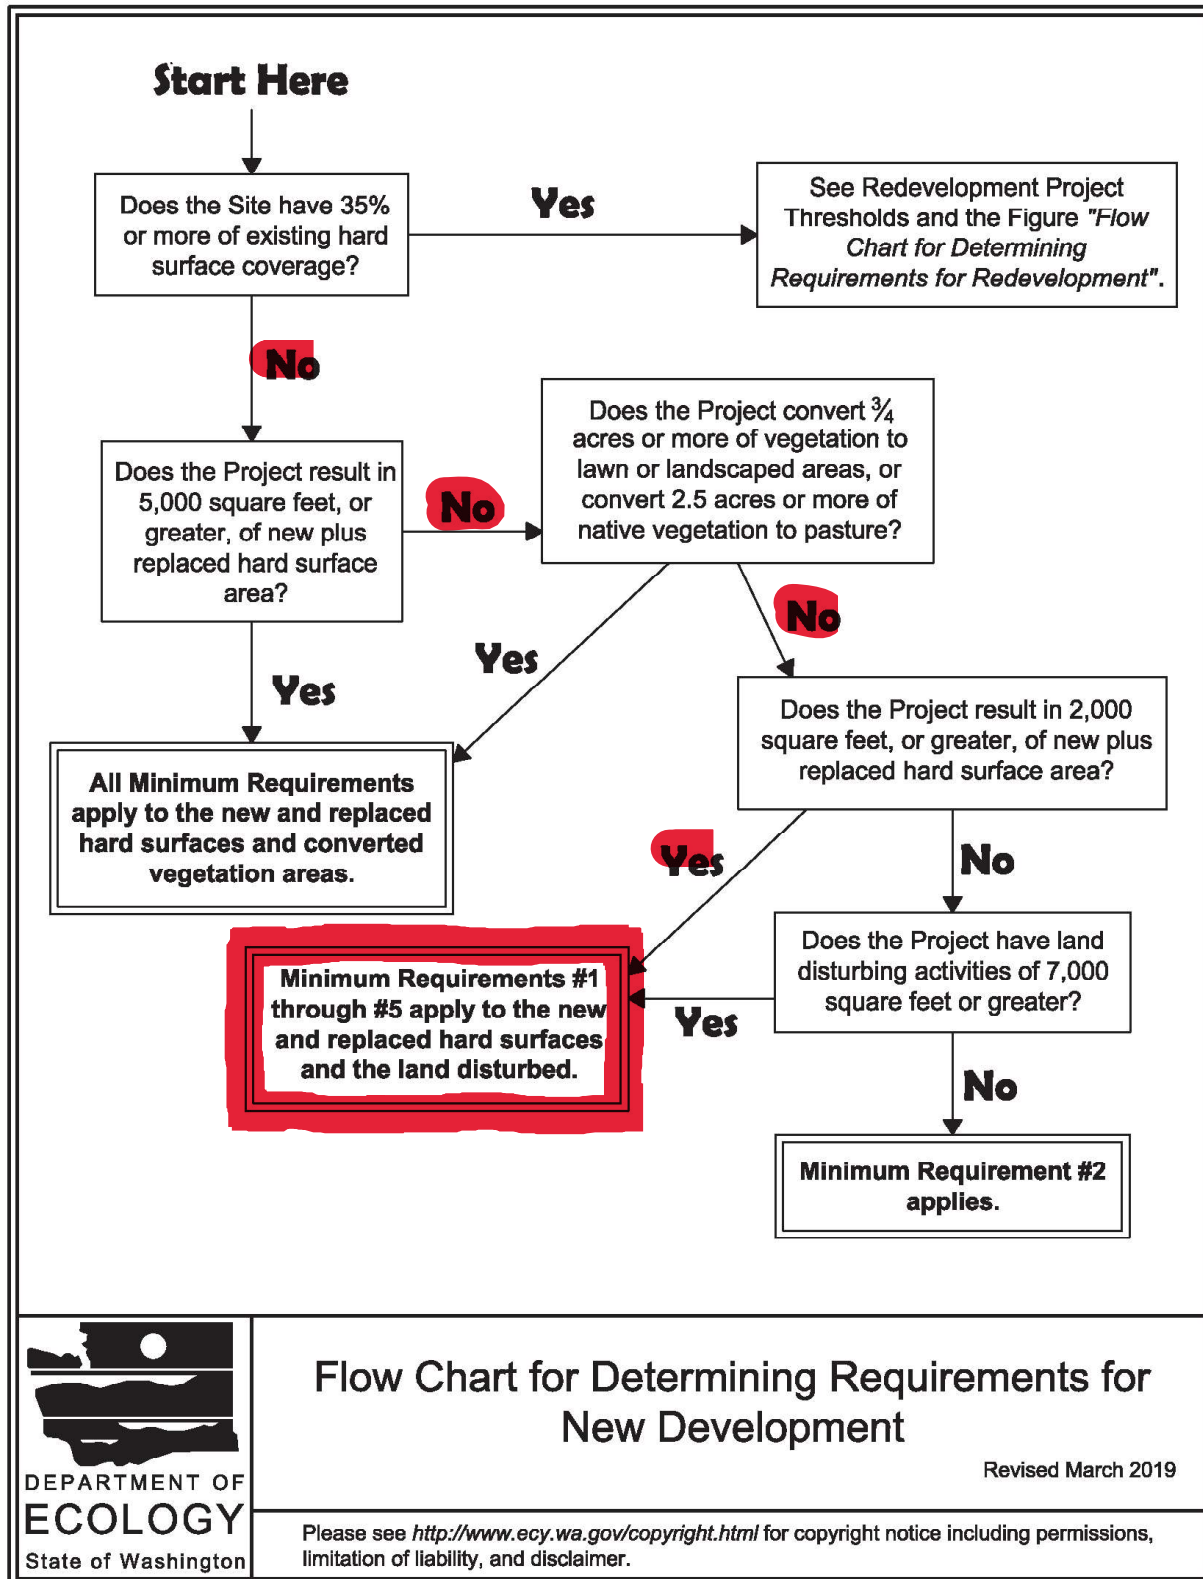 Start Here
Does the Site have 35%
or more of existing hard
surface coverage?
Yes
See Redevelopment Project
Thresholds and the Figure "Flow
Chart for Determining
Requirements for Redevelopment".
No
Does the Project result in
5,000 square feet, or
greater, of new plus
replaced hard surface
area?
No
Does the Project convert ¾
acres or more of vegetation to
lawn or landscaped areas, or
convert 2.5 acres or more of
native vegetation to pasture?
Yes
Yes
No
All Minimum Requirements
apply to the new and replaced
hard surfaces and converted
vegetation areas.
Does the Project result in 2,000
square feet, or greater, of new plus
replaced hard surface area?
Yes
No
Minimum Requirements #1
through #5 apply to the new
and replaced hard surfaces
and the land disturbed.
Yes
Does the Project have land
disturbing activities of 7,000
square feet or greater?
No
Minimum Requirement #2
applies.
DEPARTMENT OF
ECOLOGY
State of Washington
Flow Chart for Determining Requirements for
New Development
Revised March 2019
Please see http://www.ecy.wa.gov/copyright.html for copyright notice including permissions,
limitation of liability, and disclaimer.